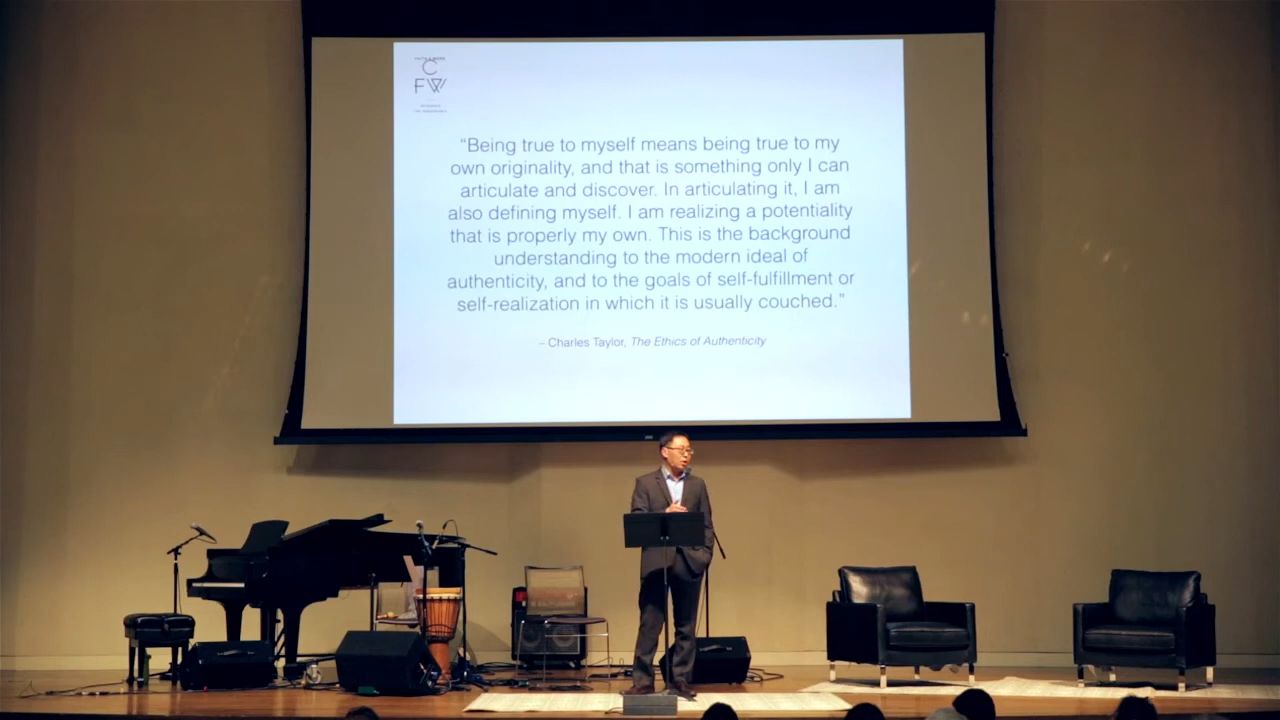 C
FW
“Being true to myself means being true to my
own originality, and that is something only I can
articulate and discover. In articulating it, I am
also defining myself. I am realizing a potentiality
that is properly my own. This is the background
understanding to the modern ideal of
authenticity, and to the goals of self-fulfillment or
self-realization in which it is usually couched.”
– Charles Taylor, The Ethics of Authenticity